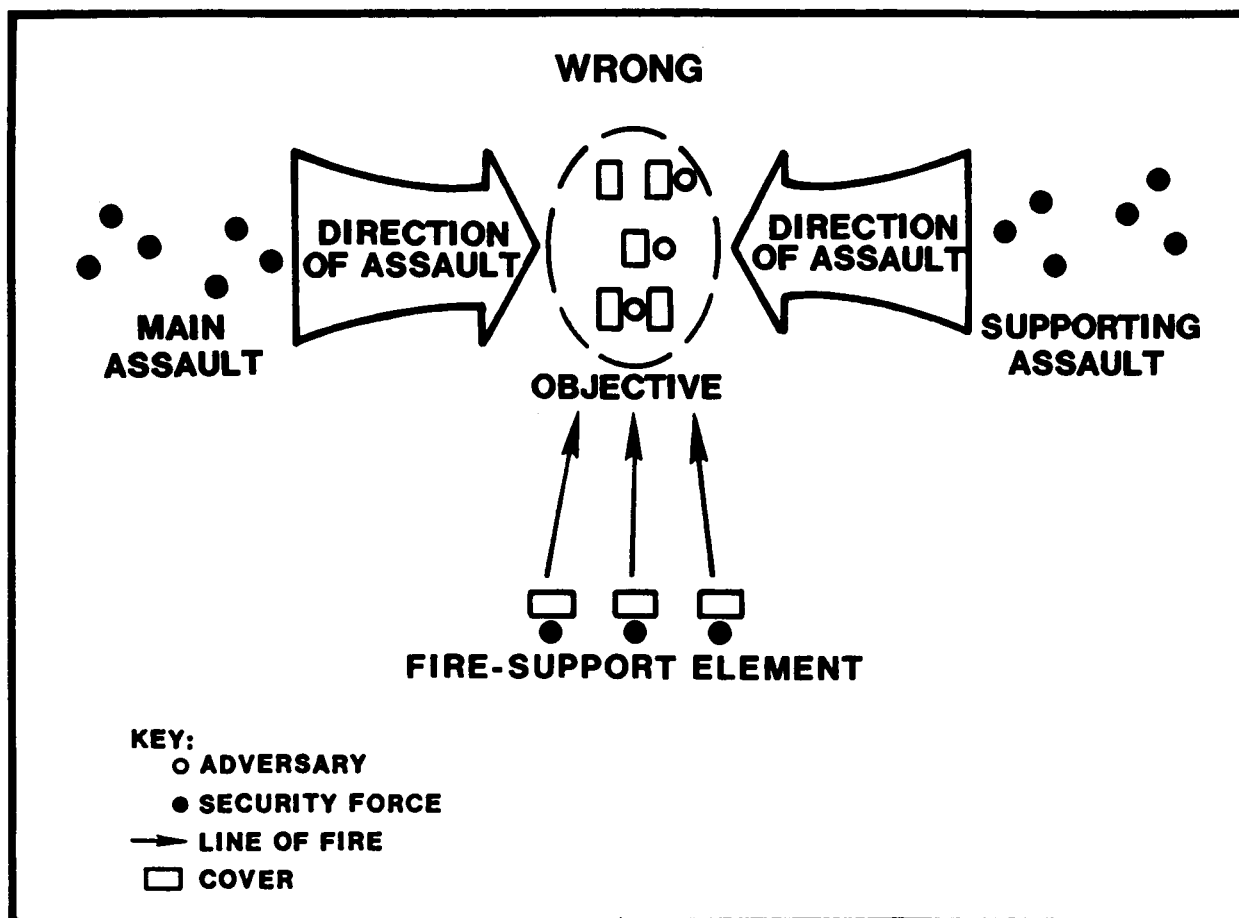 WRONG
DIRECTION
OF ASSAULT
DIRECTION
OF ASSAULT
MAIN
ASSAULT
SUPPORTING
ASSAULT
OBJECTIVE
FIRE-SUPPORT ELEMENT
KEY:
ADVERSARY
SECURITY FORCE
LINE OF FIRE
COVER